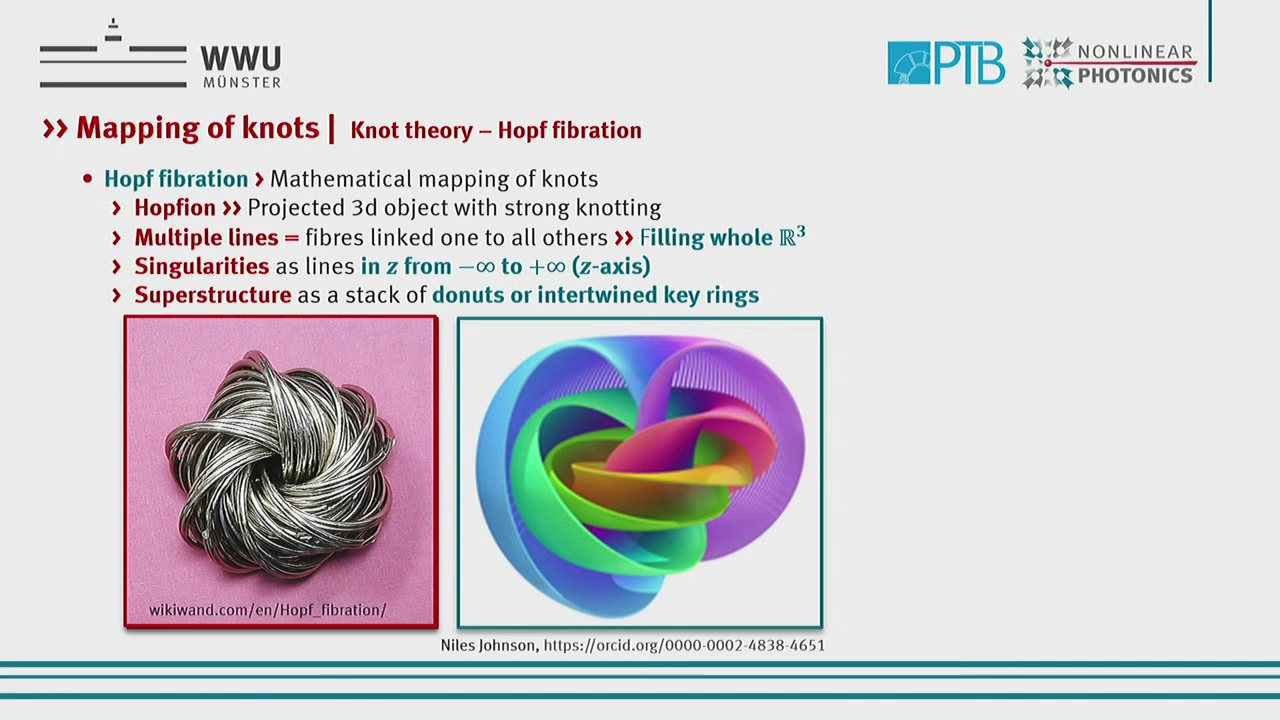 WWU
MÜNSTER
PTB
NONLINEAR
PHOTONICS
›› Mapping of knots | Knot theory – Hopf fibration
• Hopf fibration › Mathematical mapping of knots
› Hopfion ›› Projected 3d object with strong knotting
› Multiple lines = fibres linked one to all others ›› Filling whole ℝ³
› Singularities as lines in z from −∞ to +∞ (z-axis)
› Superstructure as a stack of donuts or intertwined key rings
wikiwand.com/en/Hopf_fibration/
Niles Johnson, https://orcid.org/0000-0002-4838-4651